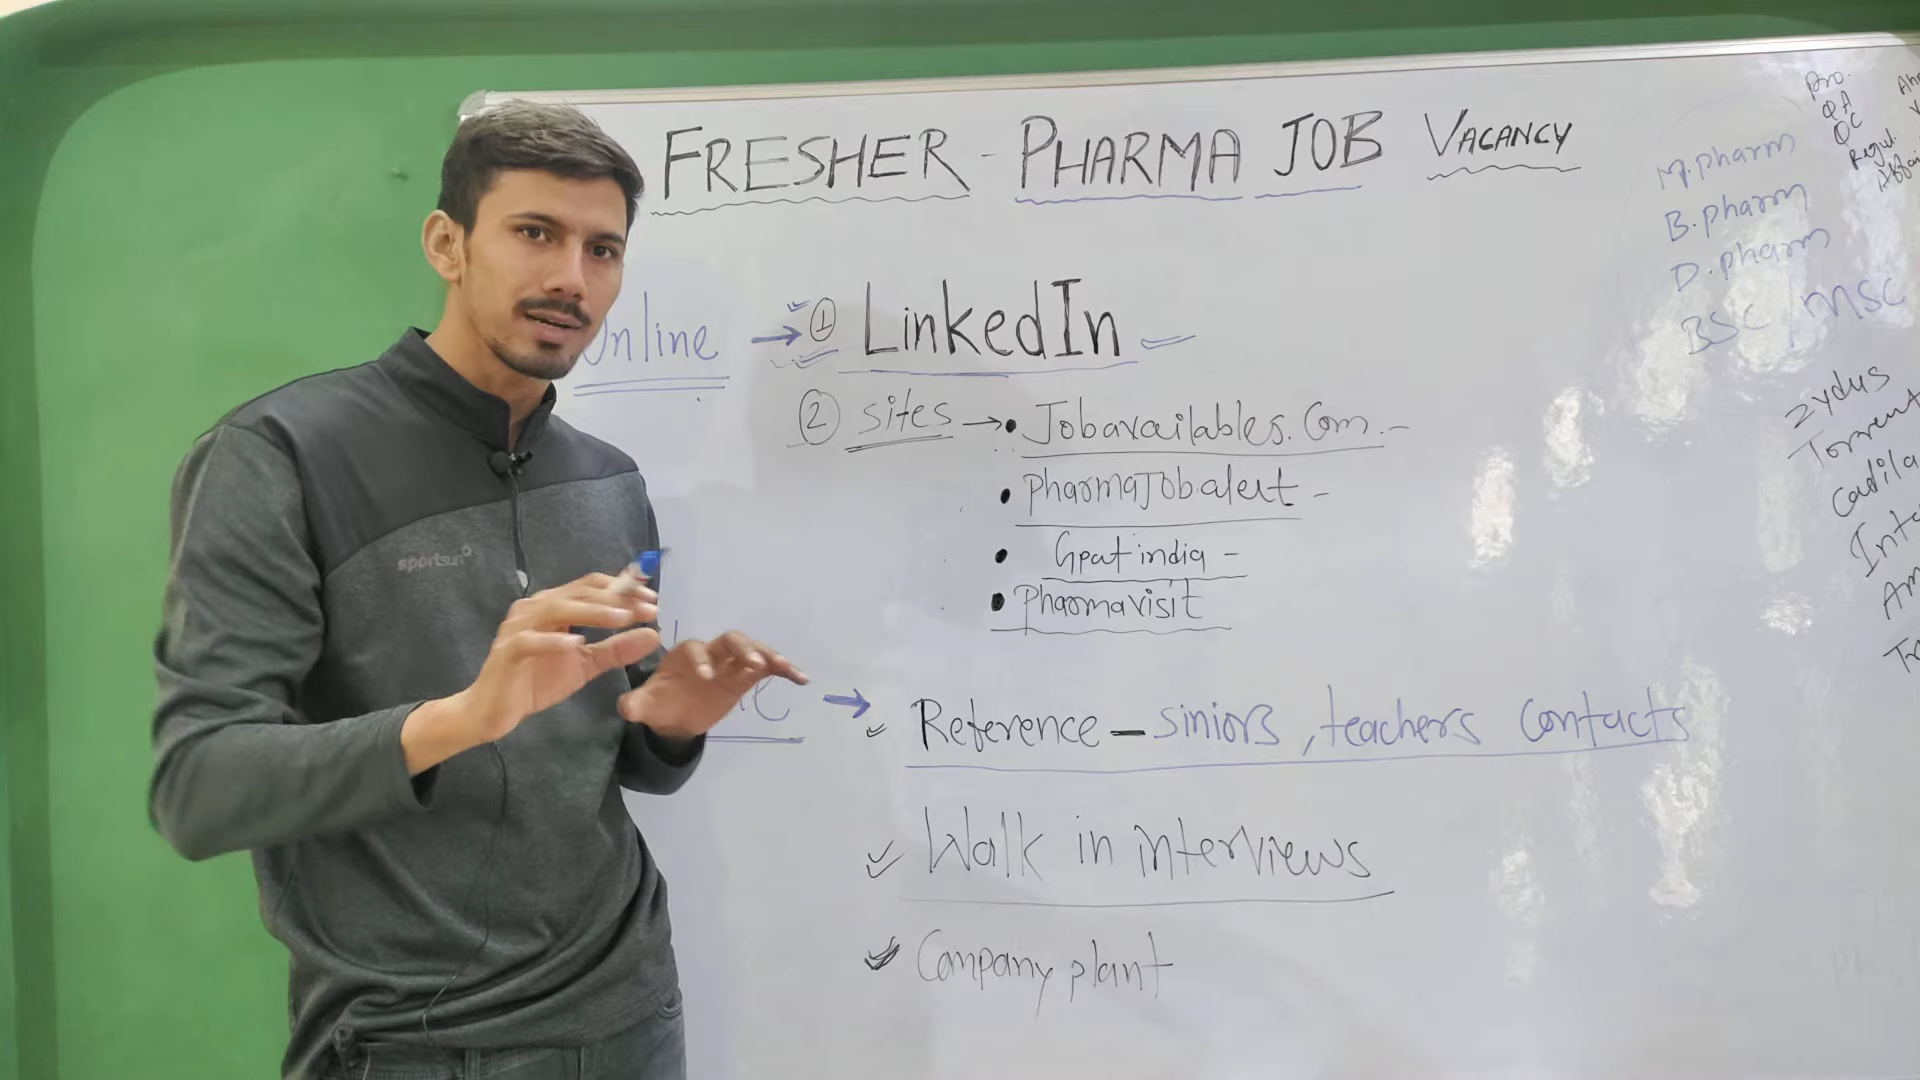 FRESHER - PHARMA JOB VACANCY
Online → ① LinkedIn
② sites → • Jobavailables.com. -
• PharmaJobalert -
• Gpat india -
• Pharmavisit
→ Reference - siniors, teachers contacts
Walk in interviews
Company plant
M.pharm
B.pharm
D.pharm
BSC / MSC
Pro.
QA
QC
Regul.
Zydus
Torrent
Cadila
sportsun